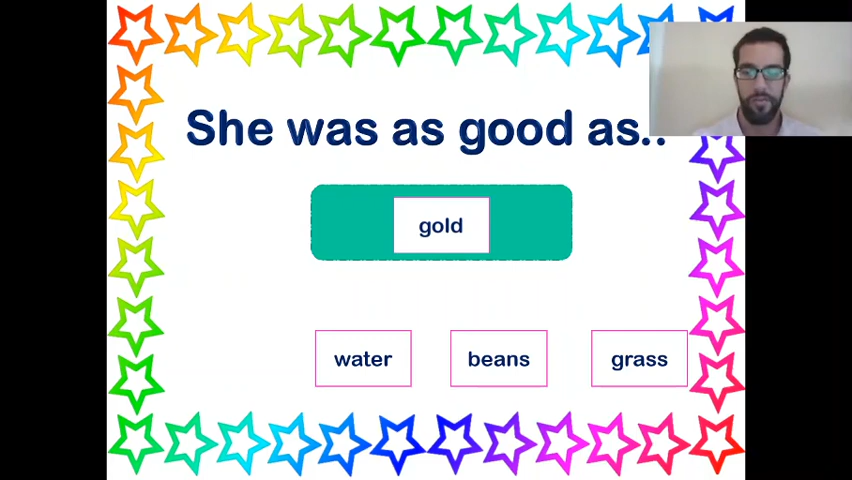 She was as good as..
gold
water
beans
grass